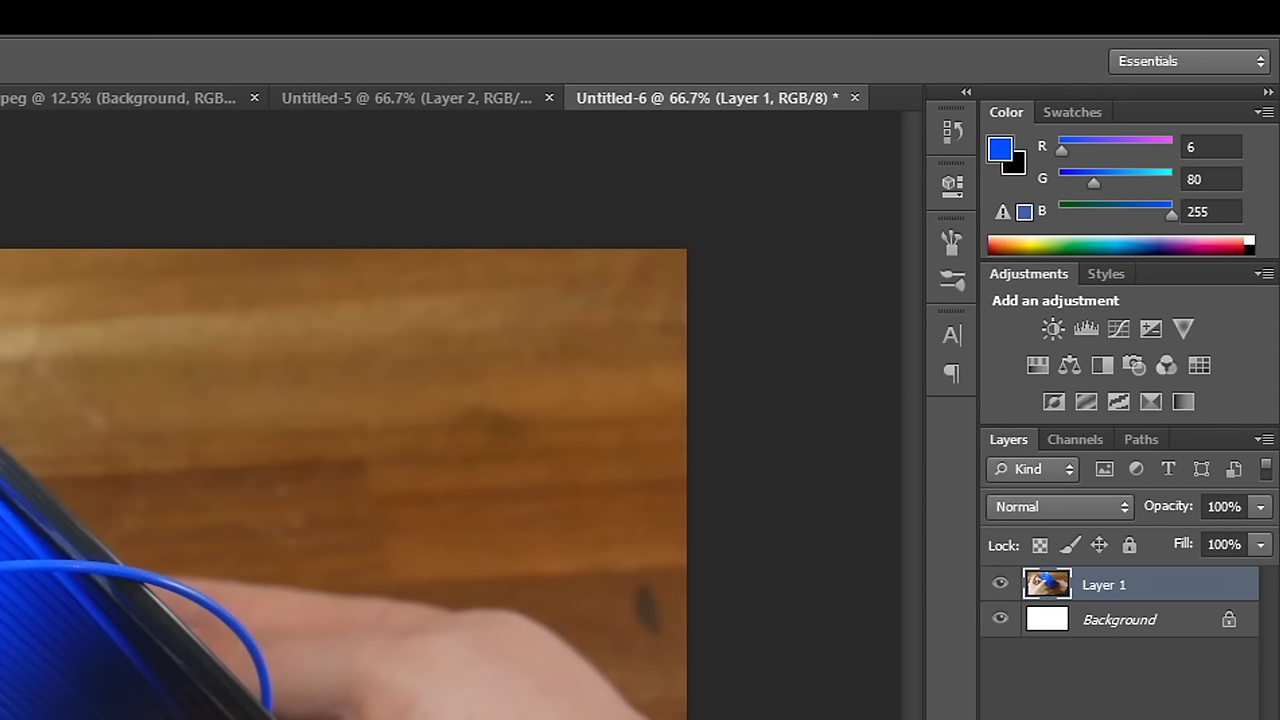 Essentials
peg @ 12.5% (Background, RGB...
Untitled-5 @ 66.7% (Layer 2, RGB/...
Untitled-6 @ 66.7% (Layer 1, RGB/8) *
Color Swatches
R 6
G 80
B 255
Adjustments Styles
Add an adjustment
A
Layers Channels Paths
Kind T
Normal Opacity: 100%
Lock: Fill: 100%
Layer 1
Background